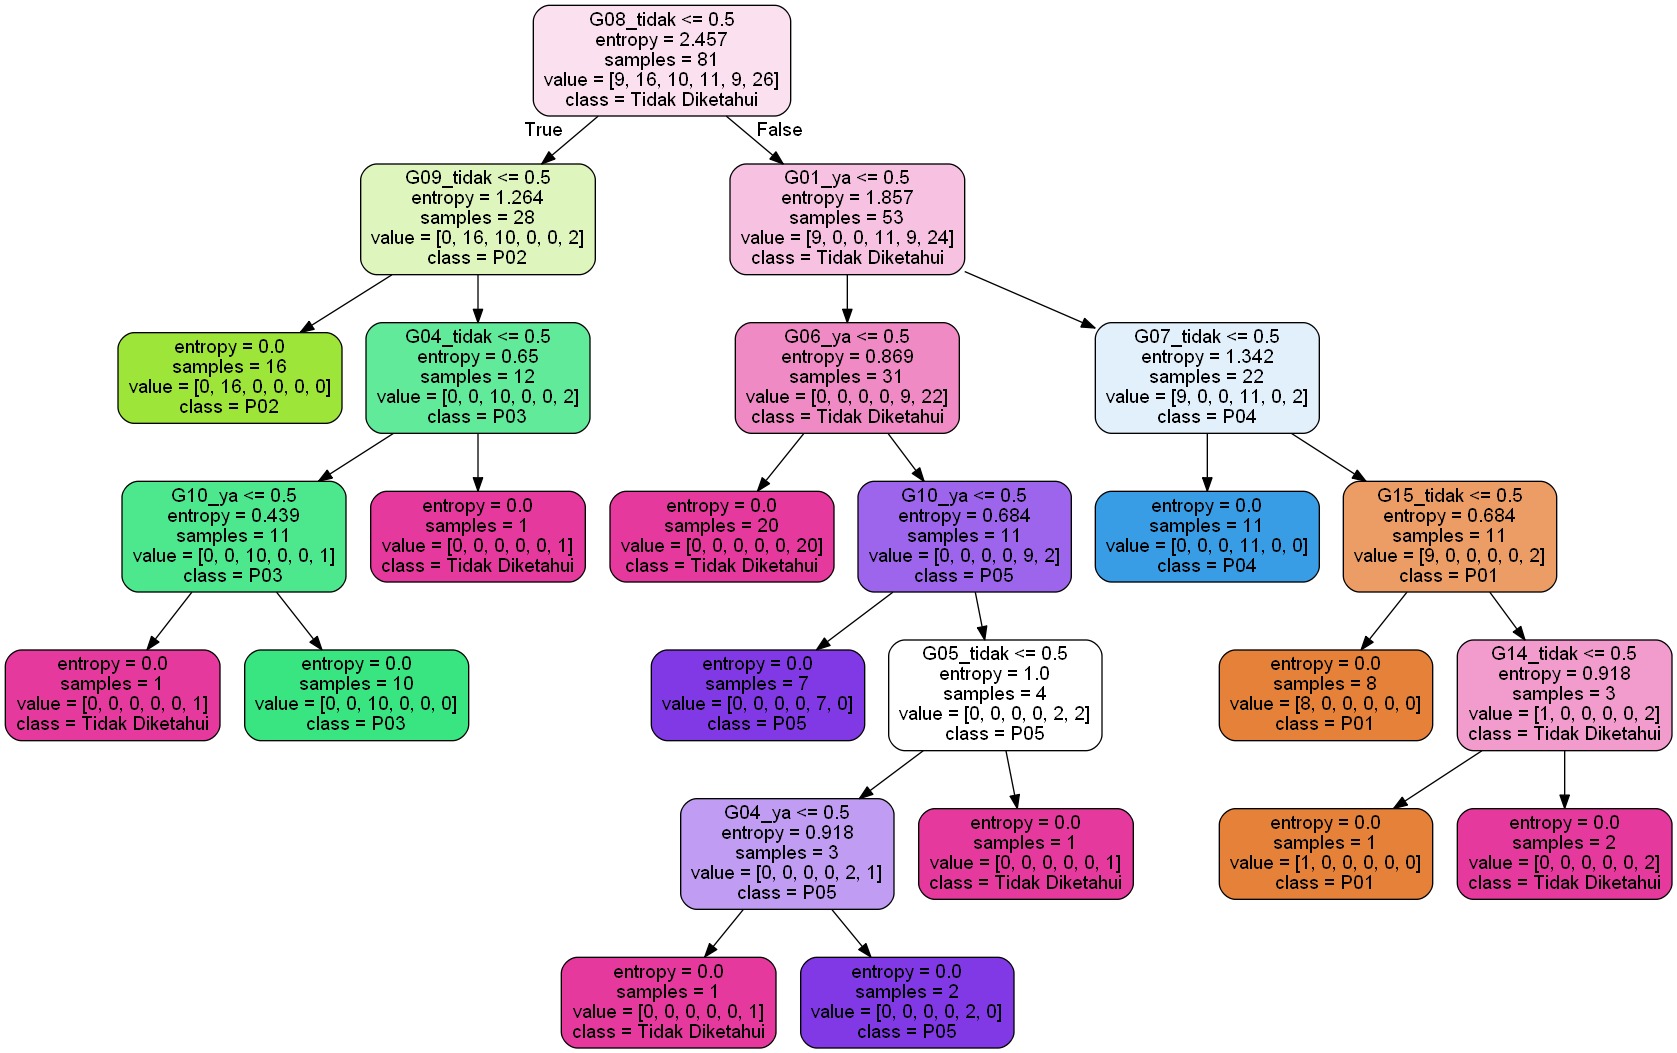 G08_tidak <= 0.5
entropy = 2.457
samples = 81
value = [9, 16, 10, 11, 9, 26]
class = Tidak Diketahui
True
False
G09_tidak <= 0.5
entropy = 1.264
samples = 28
value = [0, 16, 10, 0, 0, 2]
class = P02
G01_ya <= 0.5
entropy = 1.857
samples = 53
value = [9, 0, 0, 11, 9, 24]
class = Tidak Diketahui
entropy = 0.0
samples = 16
value = [0, 16, 0, 0, 0, 0]
class = P02
G04_tidak <= 0.5
entropy = 0.65
samples = 12
value = [0, 0, 10, 0, 0, 2]
class = P03
G06_ya <= 0.5
entropy = 0.869
samples = 31
value = [0, 0, 0, 0, 9, 22]
class = Tidak Diketahui
G07_tidak <= 0.5
entropy = 1.342
samples = 22
value = [9, 0, 0, 11, 0, 2]
class = P04
G10_ya <= 0.5
entropy = 0.439
samples = 11
value = [0, 0, 10, 0, 0, 1]
class = P03
entropy = 0.0
samples = 1
value = [0, 0, 0, 0, 0, 1]
class = Tidak Diketahui
entropy = 0.0
samples = 20
value = [0, 0, 0, 0, 0, 20]
class = Tidak Diketahui
G10_ya <= 0.5
entropy = 0.684
samples = 11
value = [0, 0, 0, 0, 9, 2]
class = P05
entropy = 0.0
samples = 11
value = [0, 0, 0, 11, 0, 0]
class = P04
G15_tidak <= 0.5
entropy = 0.684
samples = 11
value = [9, 0, 0, 0, 0, 2]
class = P01
entropy = 0.0
samples = 1
value = [0, 0, 0, 0, 0, 1]
class = Tidak Diketahui
entropy = 0.0
samples = 10
value = [0, 0, 10, 0, 0, 0]
class = P03
entropy = 0.0
samples = 7
value = [0, 0, 0, 0, 7, 0]
class = P05
G05_tidak <= 0.5
entropy = 1.0
samples = 4
value = [0, 0, 0, 0, 2, 2]
class = P05
entropy = 0.0
samples = 8
value = [8, 0, 0, 0, 0, 0]
class = P01
G14_tidak <= 0.5
entropy = 0.918
samples = 3
value = [1, 0, 0, 0, 0, 2]
class = Tidak Diketahui
G04_ya <= 0.5
entropy = 0.918
samples = 3
value = [0, 0, 0, 0, 2, 1]
class = P05
entropy = 0.0
samples = 1
value = [0, 0, 0, 0, 0, 1]
class = Tidak Diketahui
entropy = 0.0
samples = 1
value = [1, 0, 0, 0, 0, 0]
class = P01
entropy = 0.0
samples = 2
value = [0, 0, 0, 0, 0, 2]
class = Tidak Diketahui
entropy = 0.0
samples = 1
value = [0, 0, 0, 0, 0, 1]
class = Tidak Diketahui
entropy = 0.0
samples = 2
value = [0, 0, 0, 0, 2, 0]
class = P05